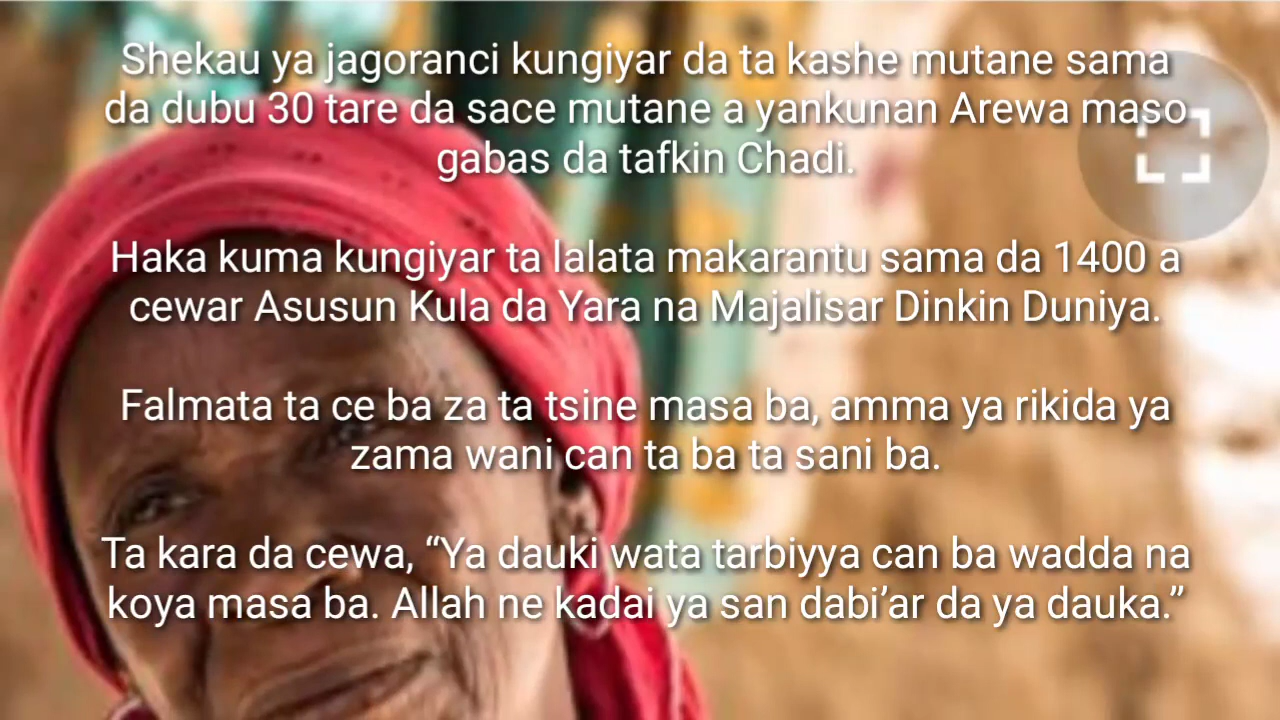 Shekau ya jagoranci kungiyar da ta kashe mutane sama
da dubu 30 tare da sace mutane a yankunan Arewa maso
gabas da tafkin Chadi.
Haka kuma kungiyar ta lalata makarantu sama da 1400 a
cewar Asusun Kula da Yara na Majalisar Dinkin Duniya.
Falmata ta ce ba za ta tsine masa ba, amma ya rikida ya
zama wani can ta ba ta sani ba.
Ta kara da cewa, “Ya dauki wata tarbiyya can ba wadda na
koya masa ba. Allah ne kadai ya san dabi’ar da ya dauka.”